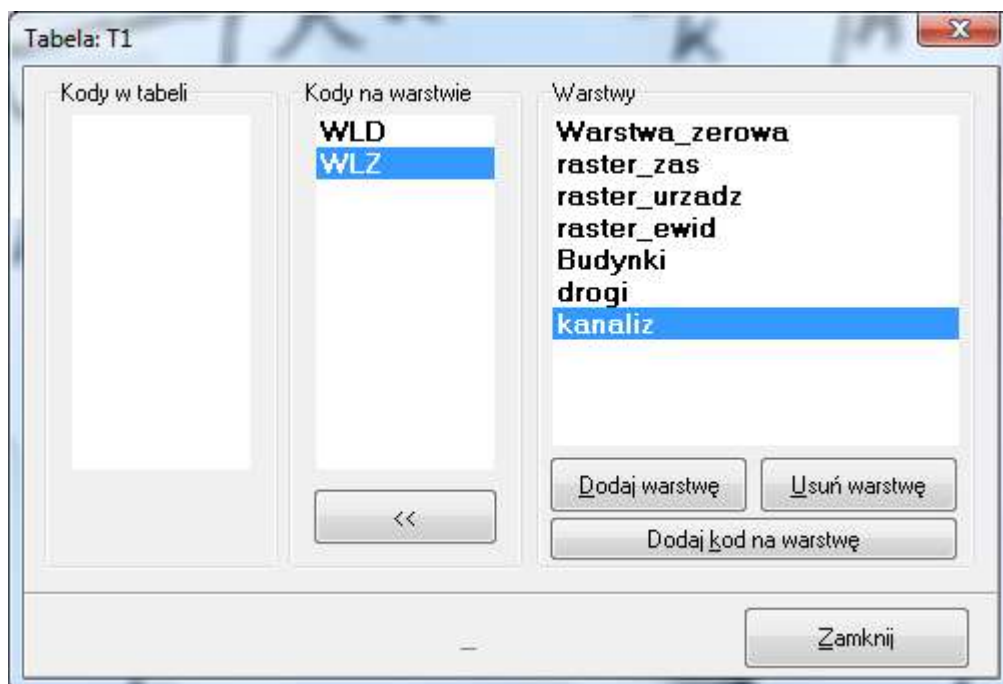 Tabela: T1
Kody w tabeli
Kody na warstwie
WLD
WLZ
<<
Warstwy
Warstwa_zerowa
raster_zas
raster_urzadz
raster_ewid
Budynki
drogi
kanaliz
Dodaj warstwę
Usuń warstwę
Dodaj kod na warstwę
Zamknij